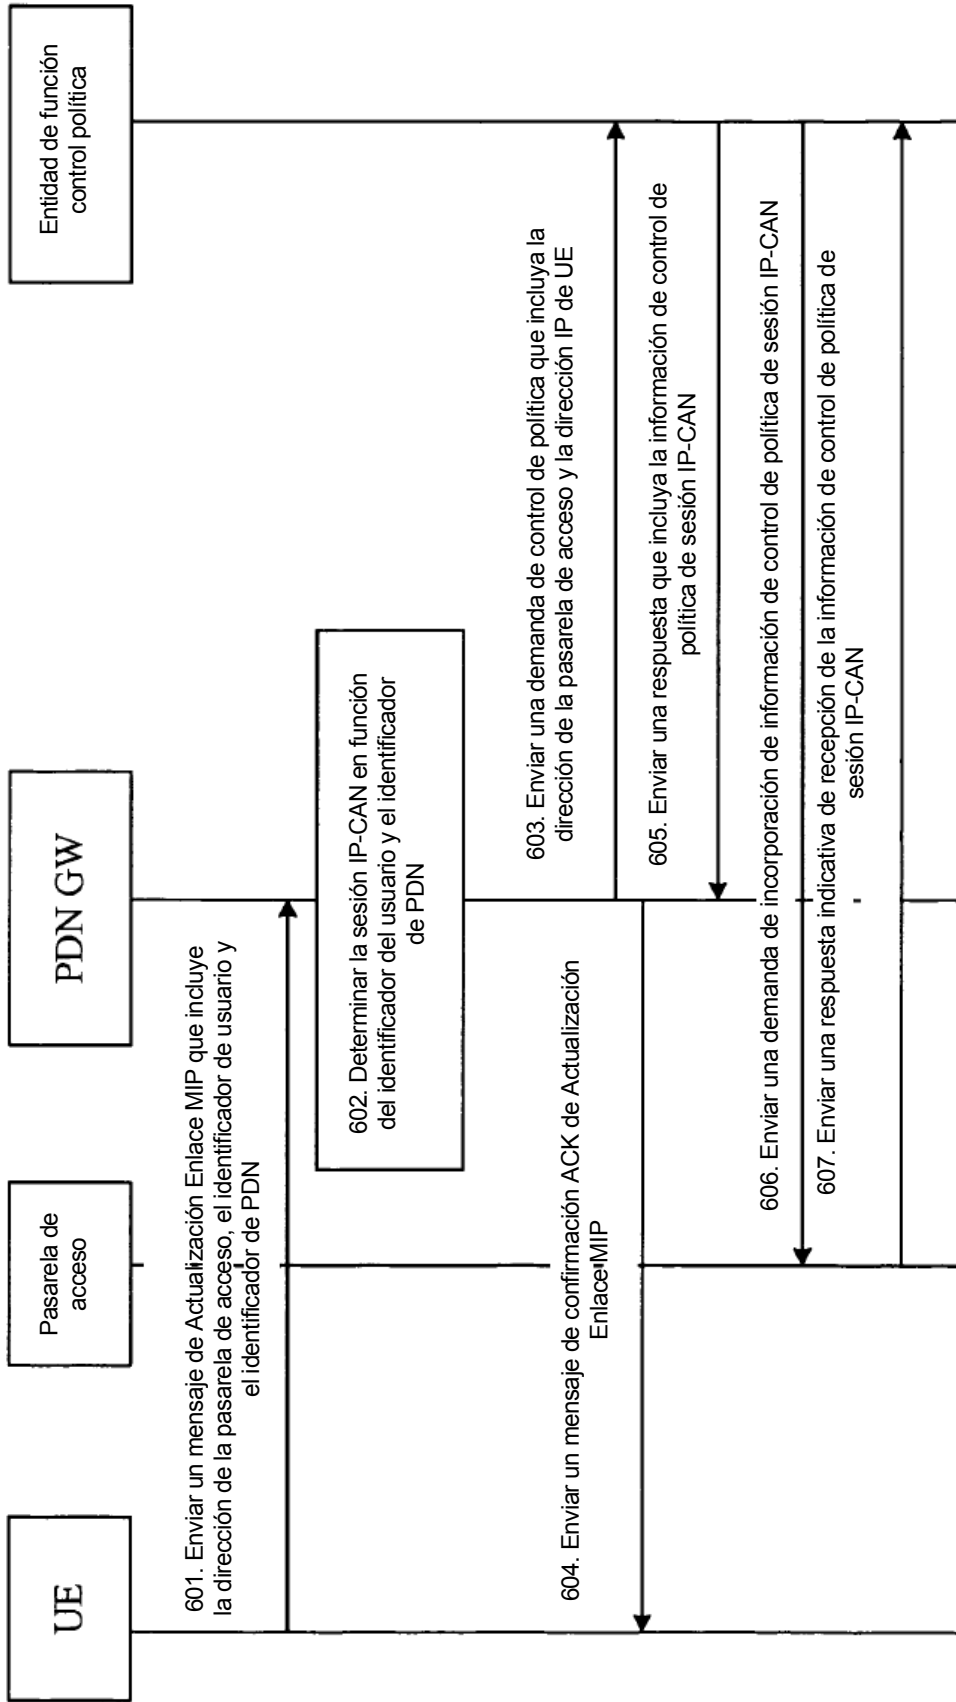 UE
Pasarela de
acceso
PDN GW
Entidad de función
control política
601. Enviar un mensaje de Actualización Enlace MIP que incluye
la dirección de la pasarela de acceso, el identificador de usuario y
el identificador de PDN
602. Determinar la sesión IP-CAN en función
del identificador del usuario y el identificador
de PDN
603. Enviar una demanda de control de política que incluya la
dirección de la pasarela de acceso y la dirección IP de UE
604. Enviar un mensaje de confirmación ACK de Actualización
Enlace MIP
605. Enviar una respuesta que incluya la información de control de
política de sesión IP-CAN
606. Enviar una demanda de incorporación de información de control de política de sesión IP-CAN
607. Enviar una respuesta indicativa de recepción de la información de control de política de
sesión IP-CAN